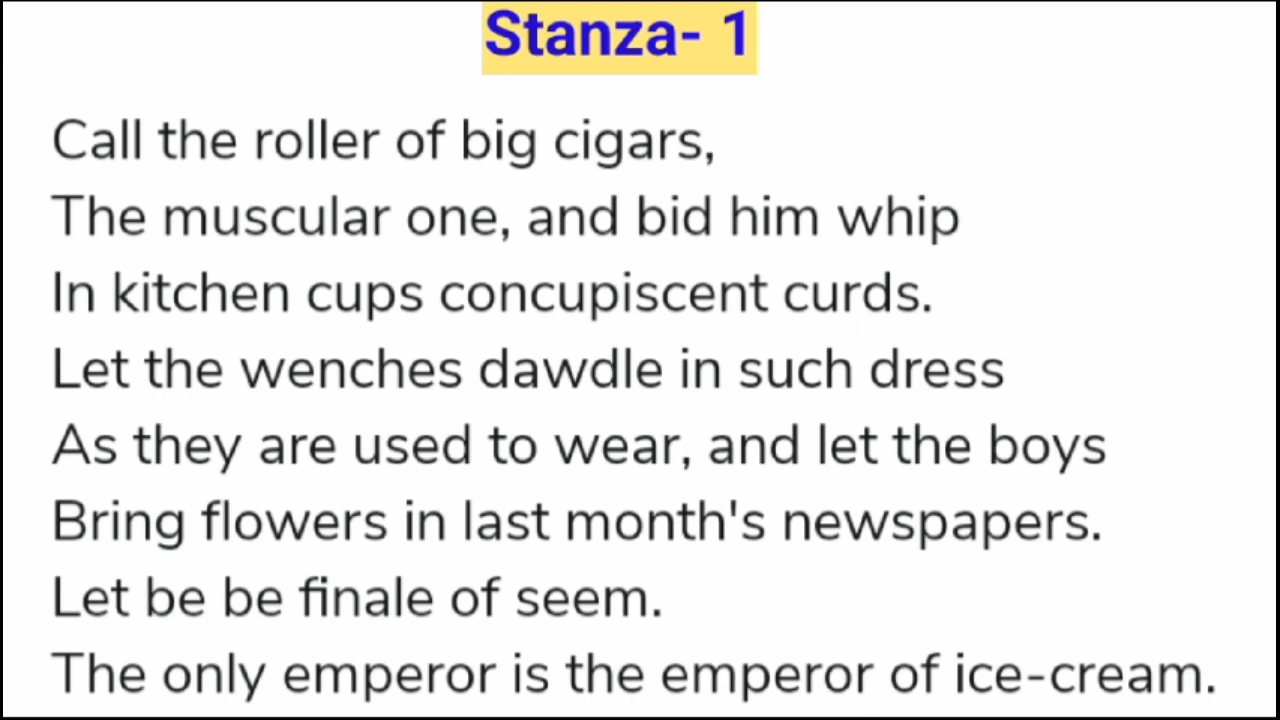 Stanza- 1
Call the roller of big cigars,
The muscular one, and bid him whip
In kitchen cups concupiscent curds.
Let the wenches dawdle in such dress
As they are used to wear, and let the boys
Bring flowers in last month's newspapers.
Let be be finale of seem.
The only emperor is the emperor of ice-cream.